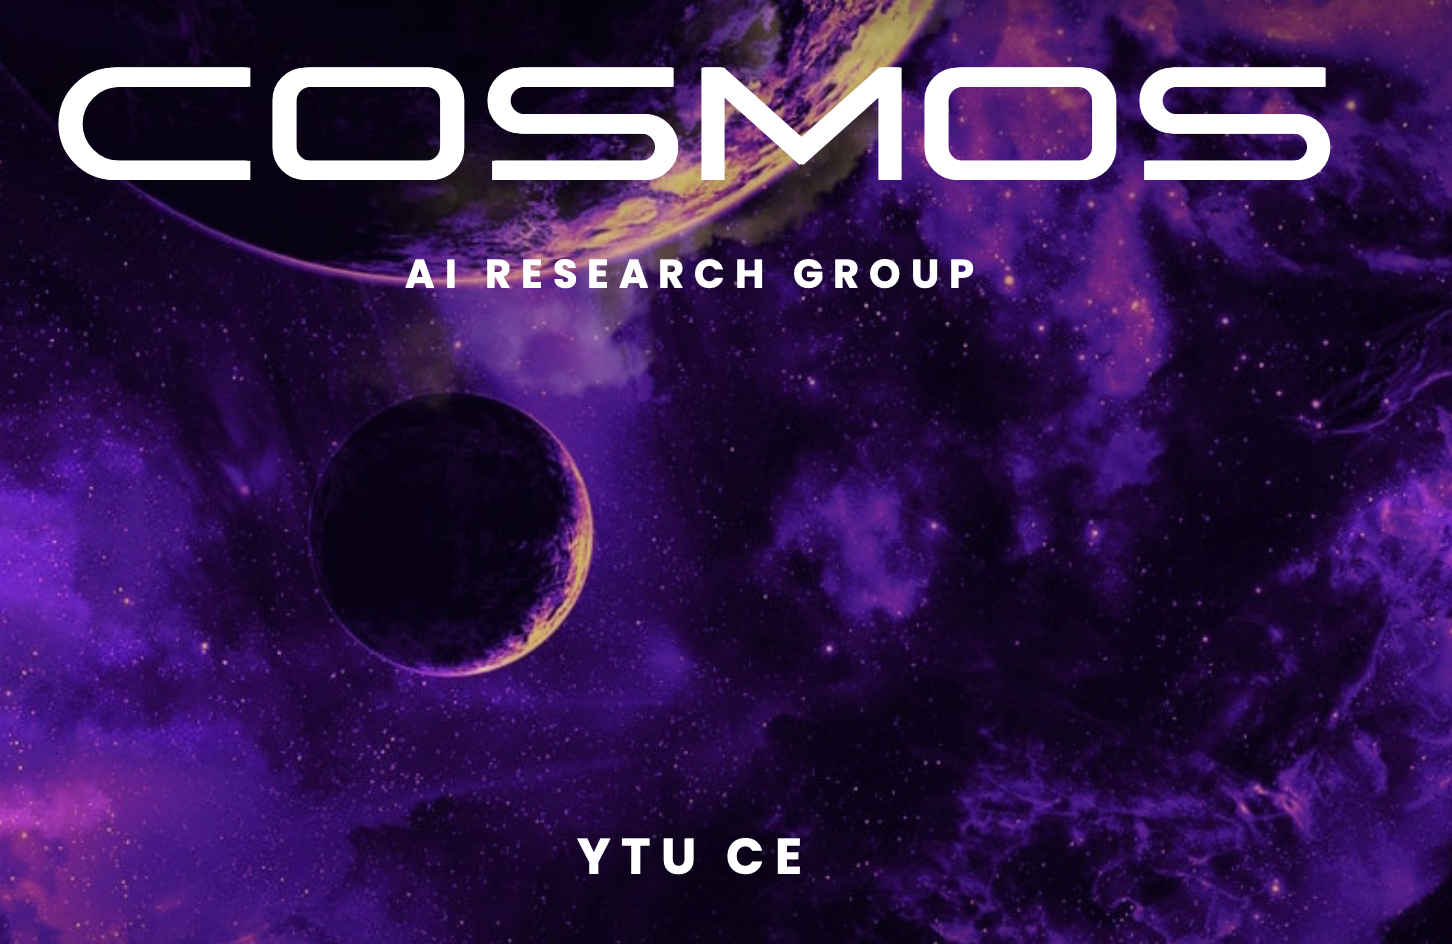 COSMOS
AI RESEARCH GROUP
YTU CE